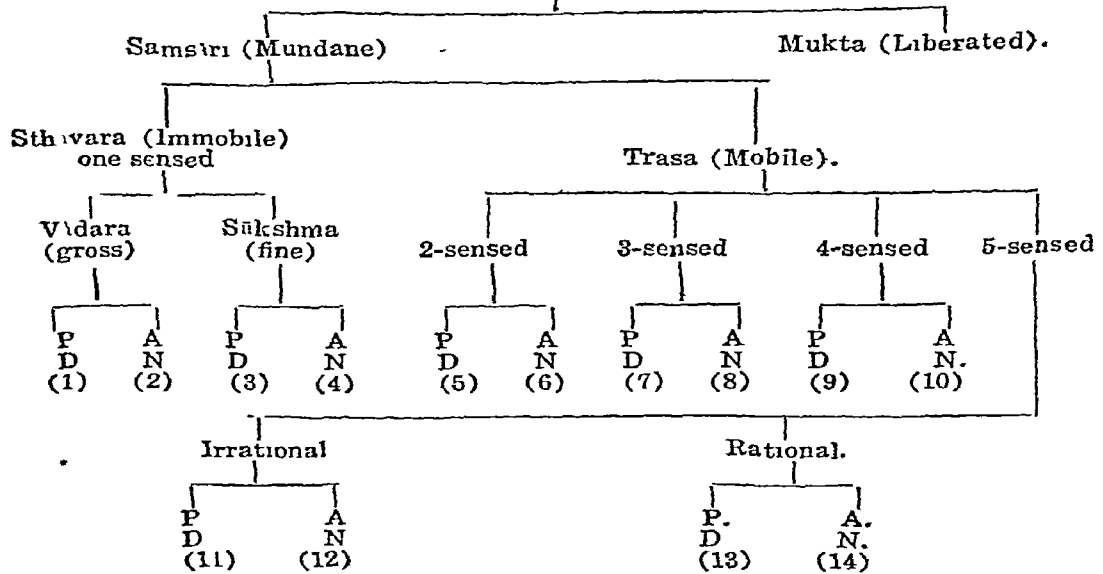 Samsari (Mundane) Mukta (Liberated).
Sthavara (Immobile)
one sensed
Trasa (Mobile).
Vadara
(gross)
Sūkshma
(fine)
2-sensed 3-sensed 4-sensed 5-sensed
P A P A P A P A P A
D N D N D N D N D N.
(1) (2) (3) (4) (5) (6) (7) (8) (9) (10)
Irrational Rational.
P A P. A.
D N D N.
(11) (12) (13) (14)